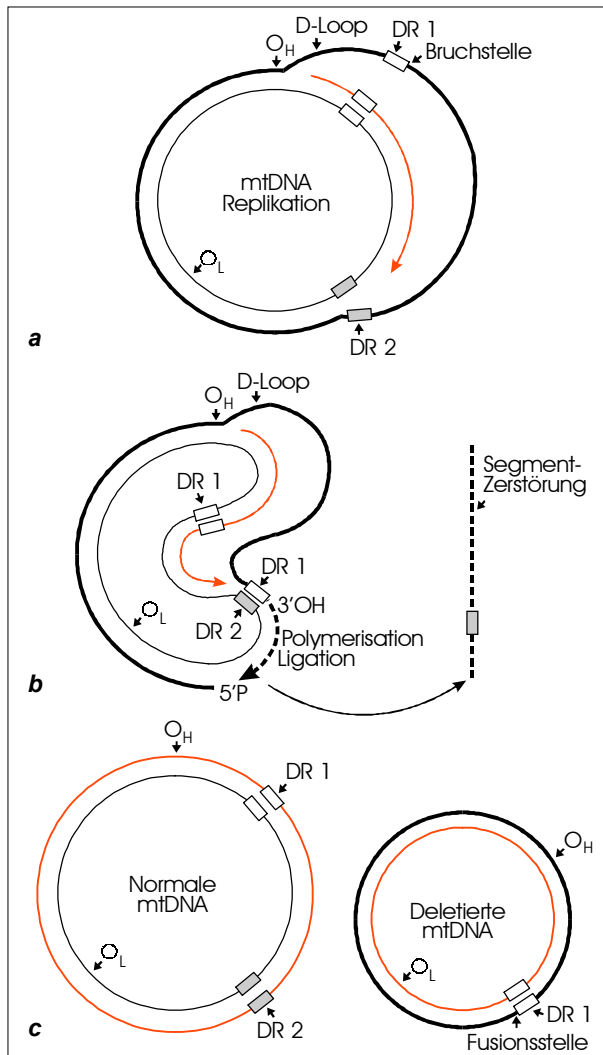 D-Loop
DR 1
O_H
Bruchstelle
mtDNA
Replikation
O_L
a
DR 2
D-Loop
O_H
Segment-
Zerstörung
DR 1
DR 1
O_L
3'OH
DR 2
Polymerisation
Ligation
b
5'P
O_H
DR 1
O_H
Normale
mtDNA
Deletierte
mtDNA
O_L
O_L
DR 1
c
DR 2
Fusionsstelle